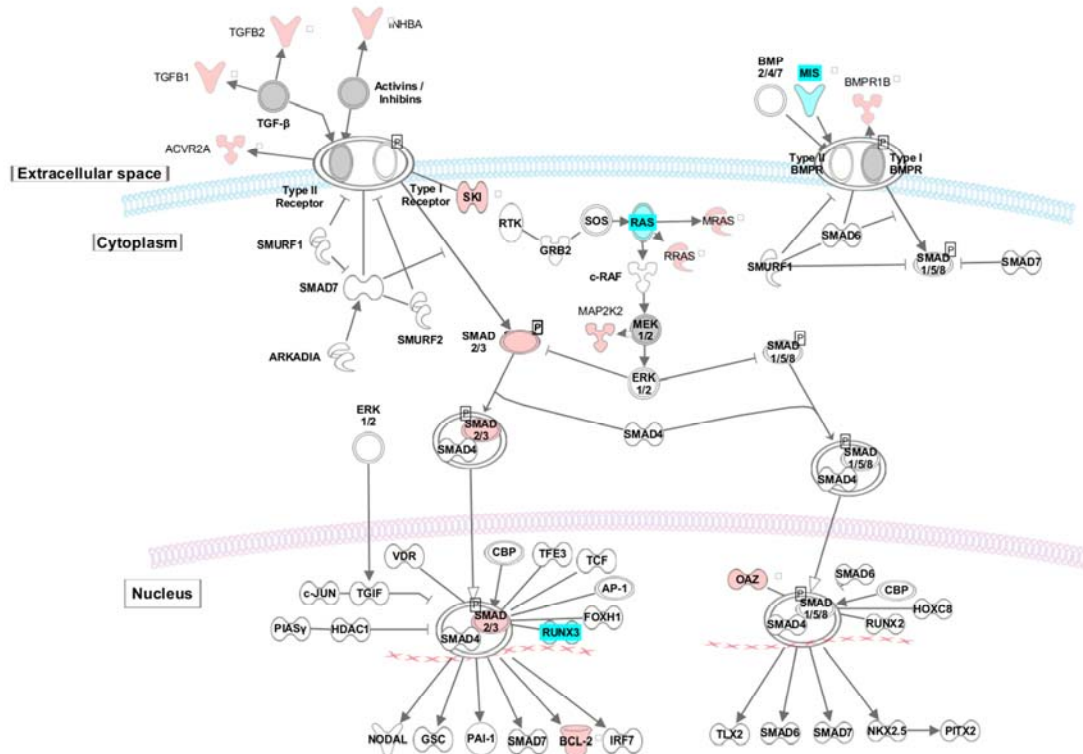 TGFB2
INHBA
TGFB1
Activins /
Inhibins
TGF-β
ACVR2A
P
BMP
2/4/7
MIS
BMPR1B
P
Type II
BMPR
Type I
BMPR
Extracellular space
Type II
Receptor
Type I
Receptor
SKI
Cytoplasm
RTK
SOS
RAS
MRAS
GRB2
RRAS
SMURF1
SMAD7
c-RAF
SMAD6
SMURF1
P
SMAD
1/5/8
SMAD7
MAP2K2
MEK
1/2
SMURF2
ARKADIA
SMAD
2/3
P
P
SMAD
1/5/8
ERK
1/2
ERK
1/2
P
SMAD
2/3
SMAD4
SMAD4
P
SMAD
1/5/8
SMAD4
Nucleus
VDR
CBP
TFE3
TCF
AP-1
c-JUN
TGIF
P
SMAD
2/3
FOXH1
PIASγ
HDAC1
SMAD4
RUNX3
OAZ
SMAD6
P
CBP
SMAD
1/5/8
HOXC8
SMAD4
RUNX2
NODAL
GSC
PAI-1
SMAD7
BCL-2
IRF7
TLX2
SMAD6
SMAD7
NKX2.5
PITX2